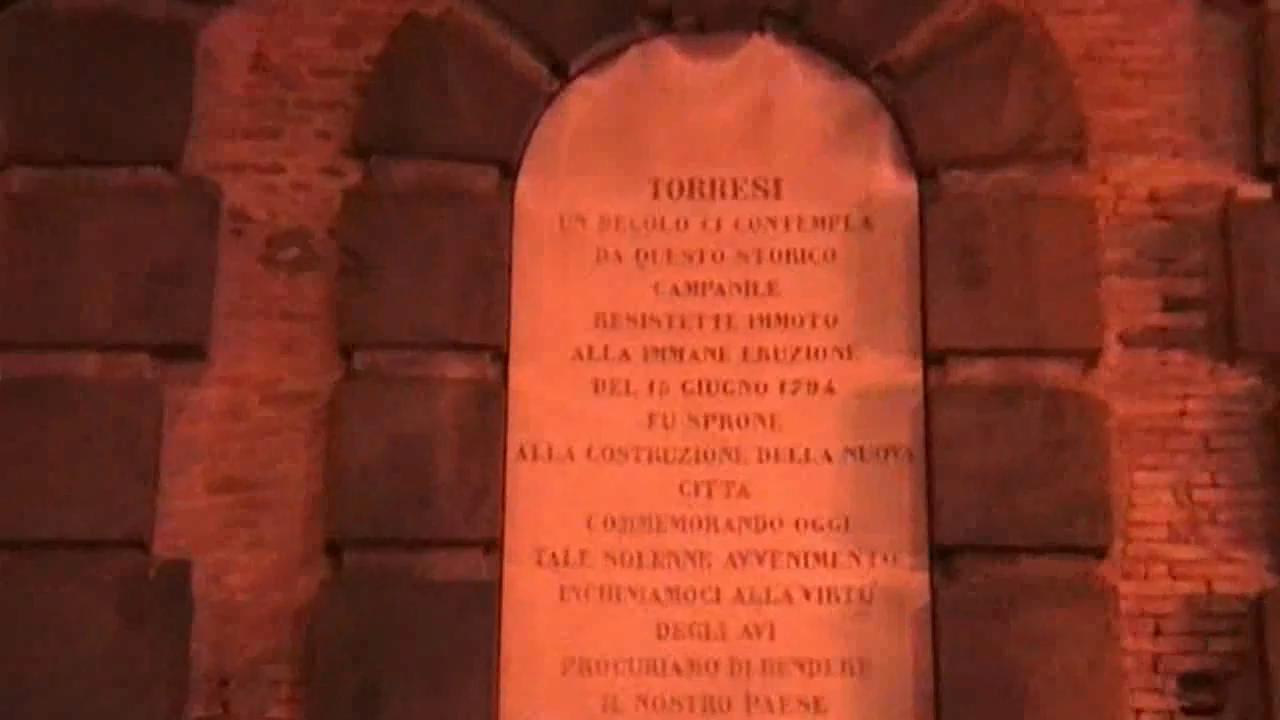 TORRESI
UN SECOLO CI CONTEMPLA
DA QUESTO STORICO
CAMPANILE
RESISTETTE IMMOTO
ALLA IMMANE ERUZIONE
DEL 15 GIUGNO 1794
FU SPRONE
ALLA COSTRUZIONE DELLA NUOVA
CITTA
COMMEMORANDO OGGI
TALE SOLENNE AVVENIMENTO
INCHINIAMOCI ALLA VIRTÙ
DEGLI AVI
PROCURIAMO DI RENDERE
IL NOSTRO PAESE